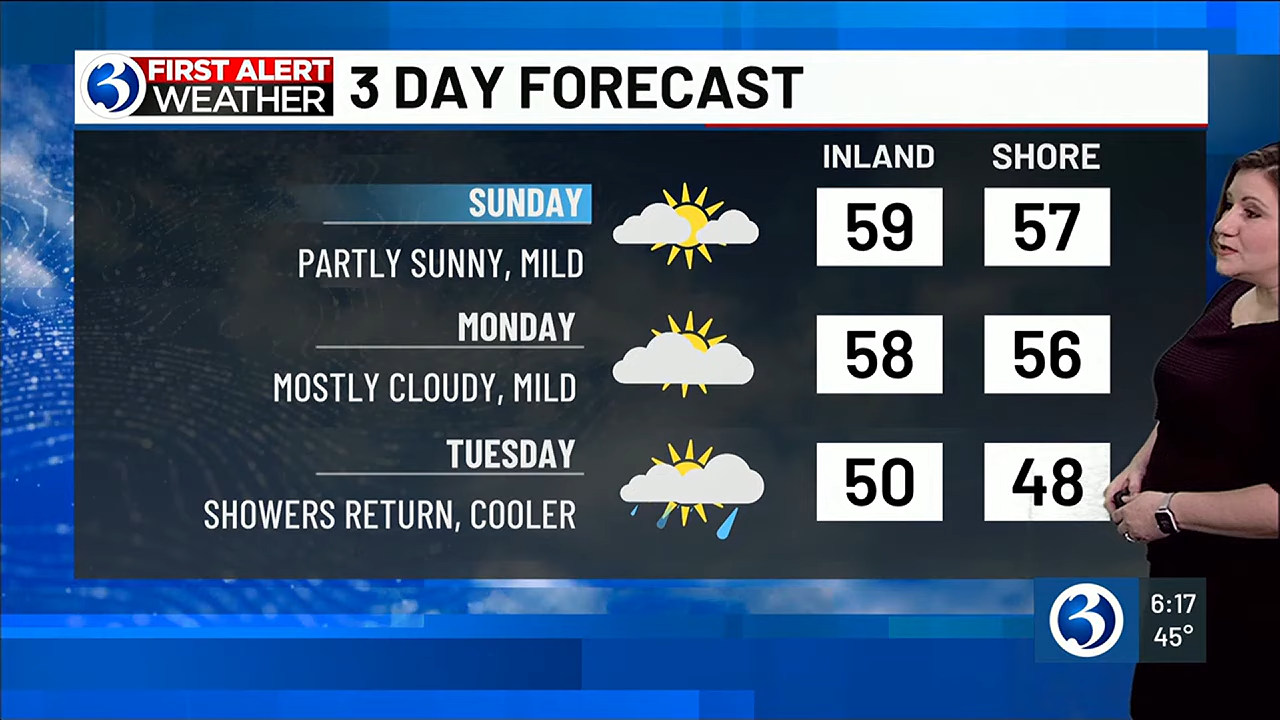 3 FIRST ALERT
WEATHER
3 DAY FORECAST
INLAND SHORE
SUNDAY
PARTLY SUNNY, MILD
59 57
MONDAY
MOSTLY CLOUDY, MILD
58 56
TUESDAY
SHOWERS RETURN, COOLER
50 48
3
6:17
45°